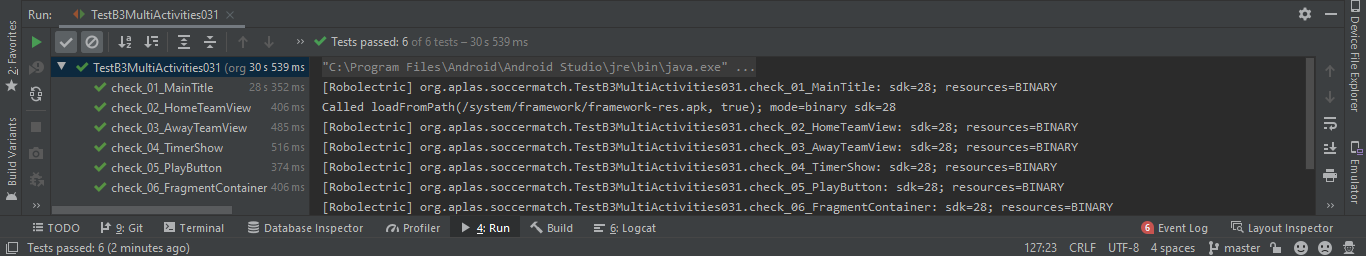 Run: TestB3MultiActivities031
Tests passed: 6 of 6 tests – 30 s 539 ms
TestB3MultiActivities031 (org 30 s 539 ms
check_01_MainTitle 28 s 352 ms
check_02_HomeTeamView 406 ms
check_03_AwayTeamView 485 ms
check_04_TimerShow 516 ms
check_05_PlayButton 374 ms
check_06_FragmentContainer 406 ms
"C:\Program Files\Android\Android Studio\jre\bin\java.exe" ...
[Robolectric] org.aplas.soccermatch.TestB3MultiActivities031.check_01_MainTitle: sdk=28; resources=BINARY
Called loadFromPath(/system/framework/framework-res.apk, true); mode=binary sdk=28
[Robolectric] org.aplas.soccermatch.TestB3MultiActivities031.check_02_HomeTeamView: sdk=28; resources=BINARY
[Robolectric] org.aplas.soccermatch.TestB3MultiActivities031.check_03_AwayTeamView: sdk=28; resources=BINARY
[Robolectric] org.aplas.soccermatch.TestB3MultiActivities031.check_04_TimerShow: sdk=28; resources=BINARY
[Robolectric] org.aplas.soccermatch.TestB3MultiActivities031.check_05_PlayButton: sdk=28; resources=BINARY
[Robolectric] org.aplas.soccermatch.TestB3MultiActivities031.check_06_FragmentContainer: sdk=28; resources=BINARY
2: Favorites
Build Variants
Device File Explorer
Emulator
TODO 9: Git Terminal Database Inspector Profiler 4: Run Build 6: Logcat 6 Event Log Layout Inspector
Tests passed: 6 (2 minutes ago) 127:23 CRLF UTF-8 4 spaces master